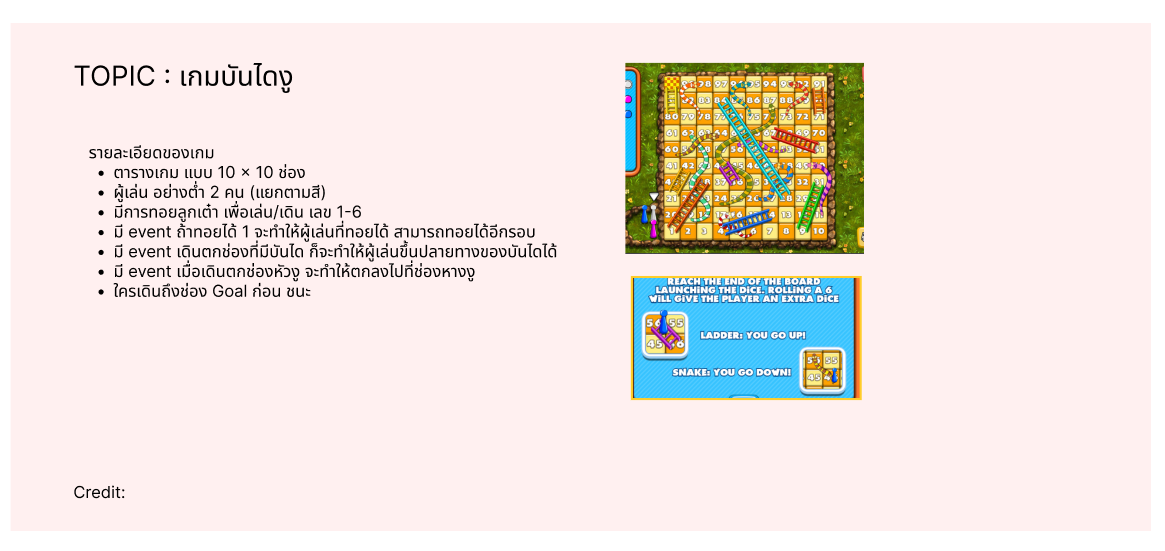 TOPIC : เกมบันไดงู
รายละเอียดของเกม
• ตารางเกม แบบ 10 × 10 ช่อง
• ผู้เล่น อย่างต่ำ 2 คน (แยกตามสี)
• มีการทอยลูกเต๋า เพื่อเล่น/เดิน เลข 1-6
• มี event ถ้าทอยได้ 1 จะทำให้ผู้เล่นที่ทอยได้ สามารถทอยได้อีกรอบ
• มี event เดินตกช่องที่มีบันได ก็จะทำให้ผู้เล่นขึ้นปลายทางของบันไดได้
• มี event เมื่อเดินตกช่องหัวงู จะทำให้ตกลงไปที่ช่องหางงู
• ใครเดินถึงช่อง Goal ก่อน ชนะ
REACH THE END OF THE BOARD
LAUNCHING THE DICE. ROLLING A 6
WILL GIVE THE PLAYER AN EXTRA DICE
LADDER: YOU GO UP!
SNAKE: YOU GO DOWN!
Credit: